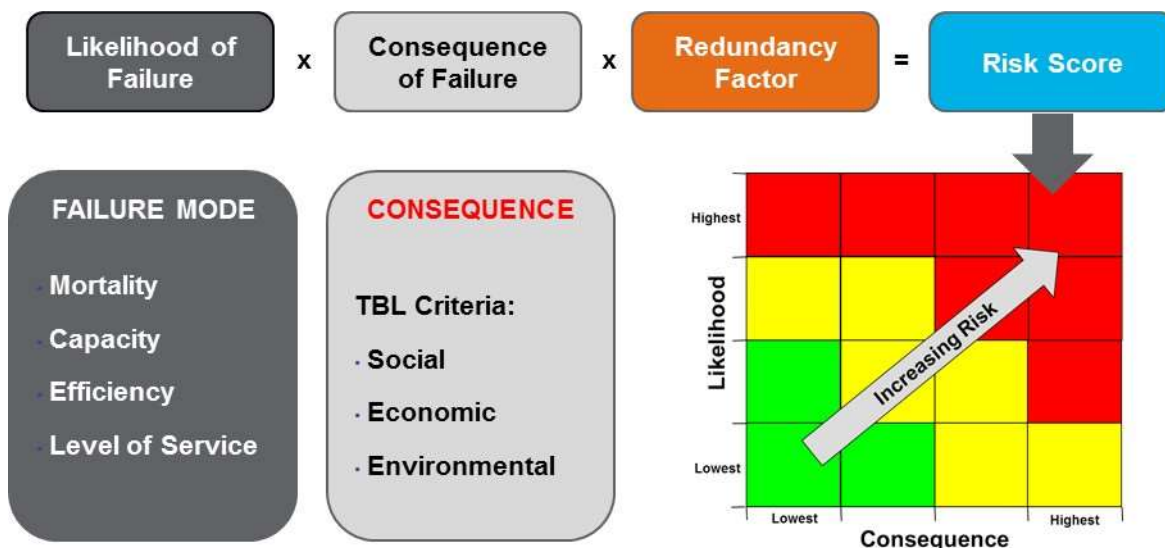 Likelihood of
Failure
x
Consequence
of Failure
x
Redundancy
Factor
=
Risk Score
FAILURE MODE
· Mortality
· Capacity
· Efficiency
· Level of Service
CONSEQUENCE
TBL Criteria:
· Social
· Economic
· Environmental
Highest
Likelihood
Lowest
Increasing Risk
Lowest
Highest
Consequence